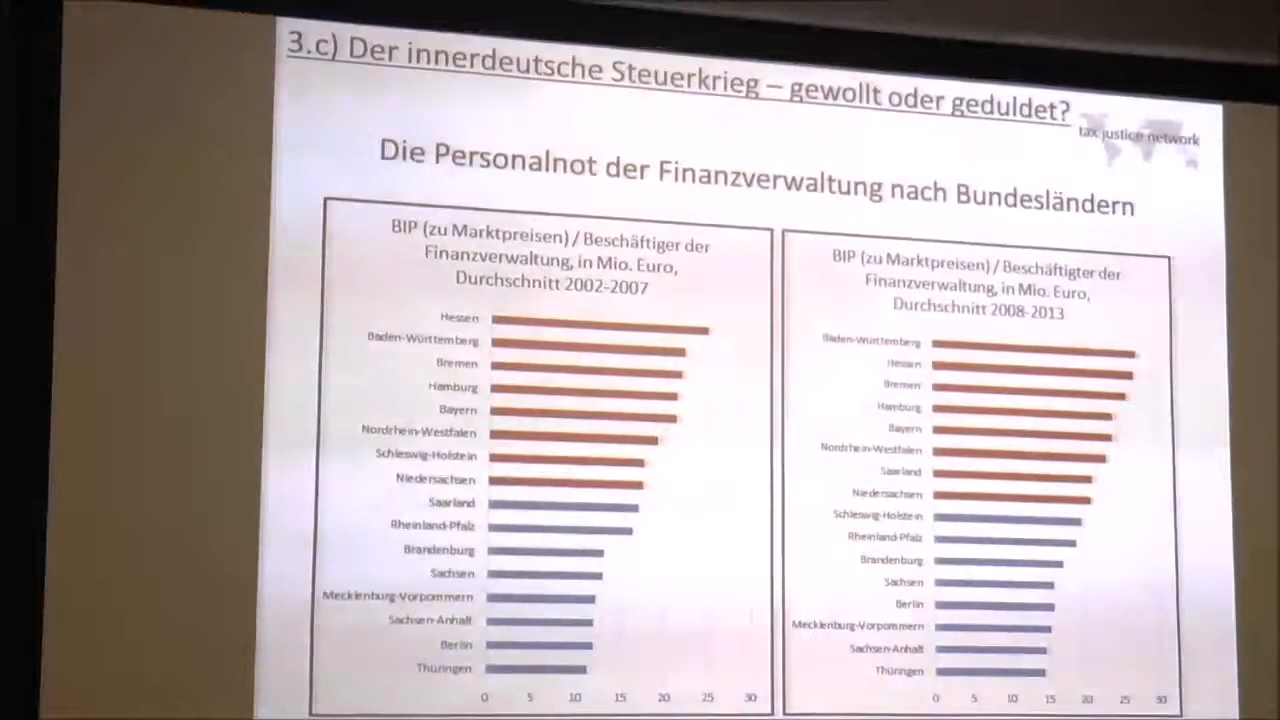 3.c) Der innerdeutsche Steuerkrieg – gewollt oder geduldet?
tax justice network
Die Personalnot der Finanzverwaltung nach Bundesländern
BIP (zu Marktpreisen) / Beschäftiger der
Finanzverwaltung, in Mio. Euro,
Durchschnitt 2002-2007
Hessen
Baden-Württemberg
Bremen
Hamburg
Bayern
Nordrhein-Westfalen
Schleswig-Holstein
Niedersachsen
Saarland
Rheinland-Pfalz
Brandenburg
Sachsen
Mecklenburg-Vorpommern
Sachsen-Anhalt
Berlin
Thüringen
0 5 10 15 20 25 30
BIP (zu Marktpreisen) / Beschäftigter der
Finanzverwaltung, in Mio. Euro,
Durchschnitt 2008-2013
Baden-Württemberg
Hessen
Bremen
Hamburg
Bayern
Nordrhein-Westfalen
Saarland
Niedersachsen
Schleswig-Holstein
Rheinland-Pfalz
Brandenburg
Sachsen
Berlin
Mecklenburg-Vorpommern
Sachsen-Anhalt
Thüringen
0 5 10 15 20 25 30